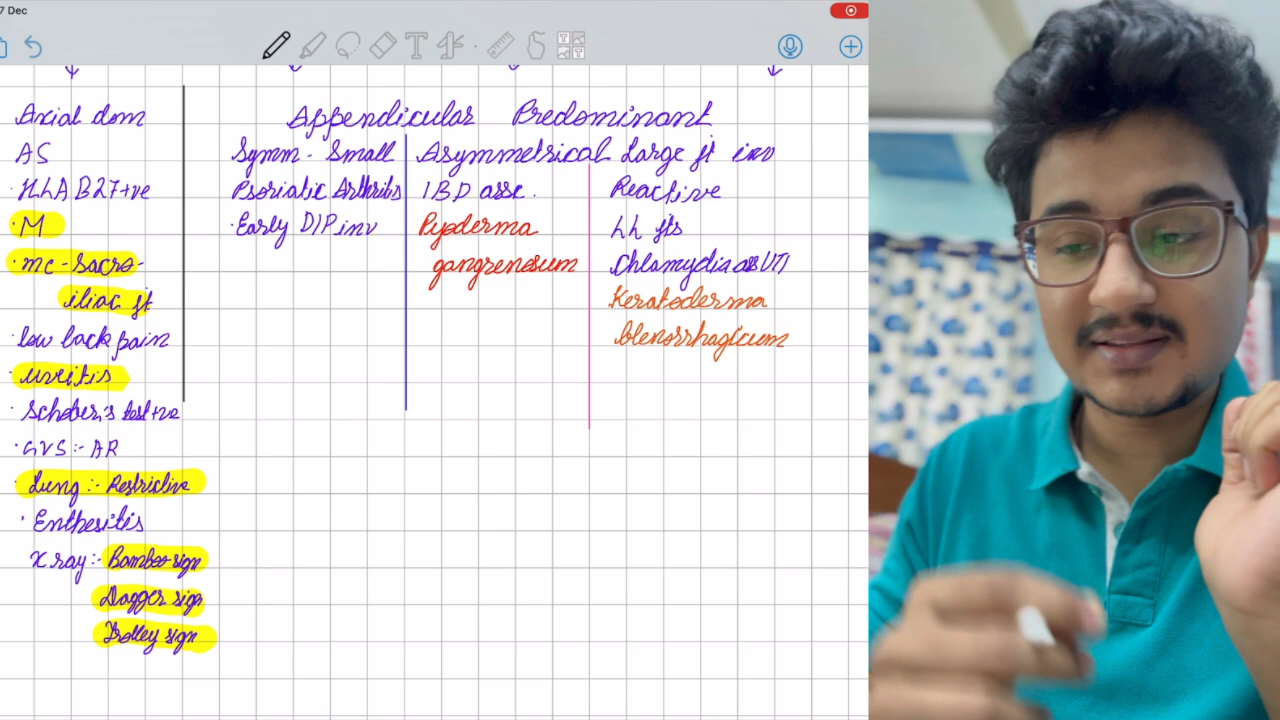 7 Dec
Axial dom
AS
· HLA B27+ve
· M
· mc - Sacro-
iliac jt
· low back pain
· uveitis
· Schober's test +ve
· CVS :- AR
· Lung :- Restrictive
· Enthesitis
X ray :- Bamboo sign
Dagger sign
Trolley sign
Appendicular Predominant
Symm - Small
Psoriatic Arthritis
· Early DIP inv
Asymmetrical Large jt inv
IBD assc.
Pyoderma
gangrenosum
Reactive
LL jts
Chlamydia UTI
Keratoderma
blenorrhagicum